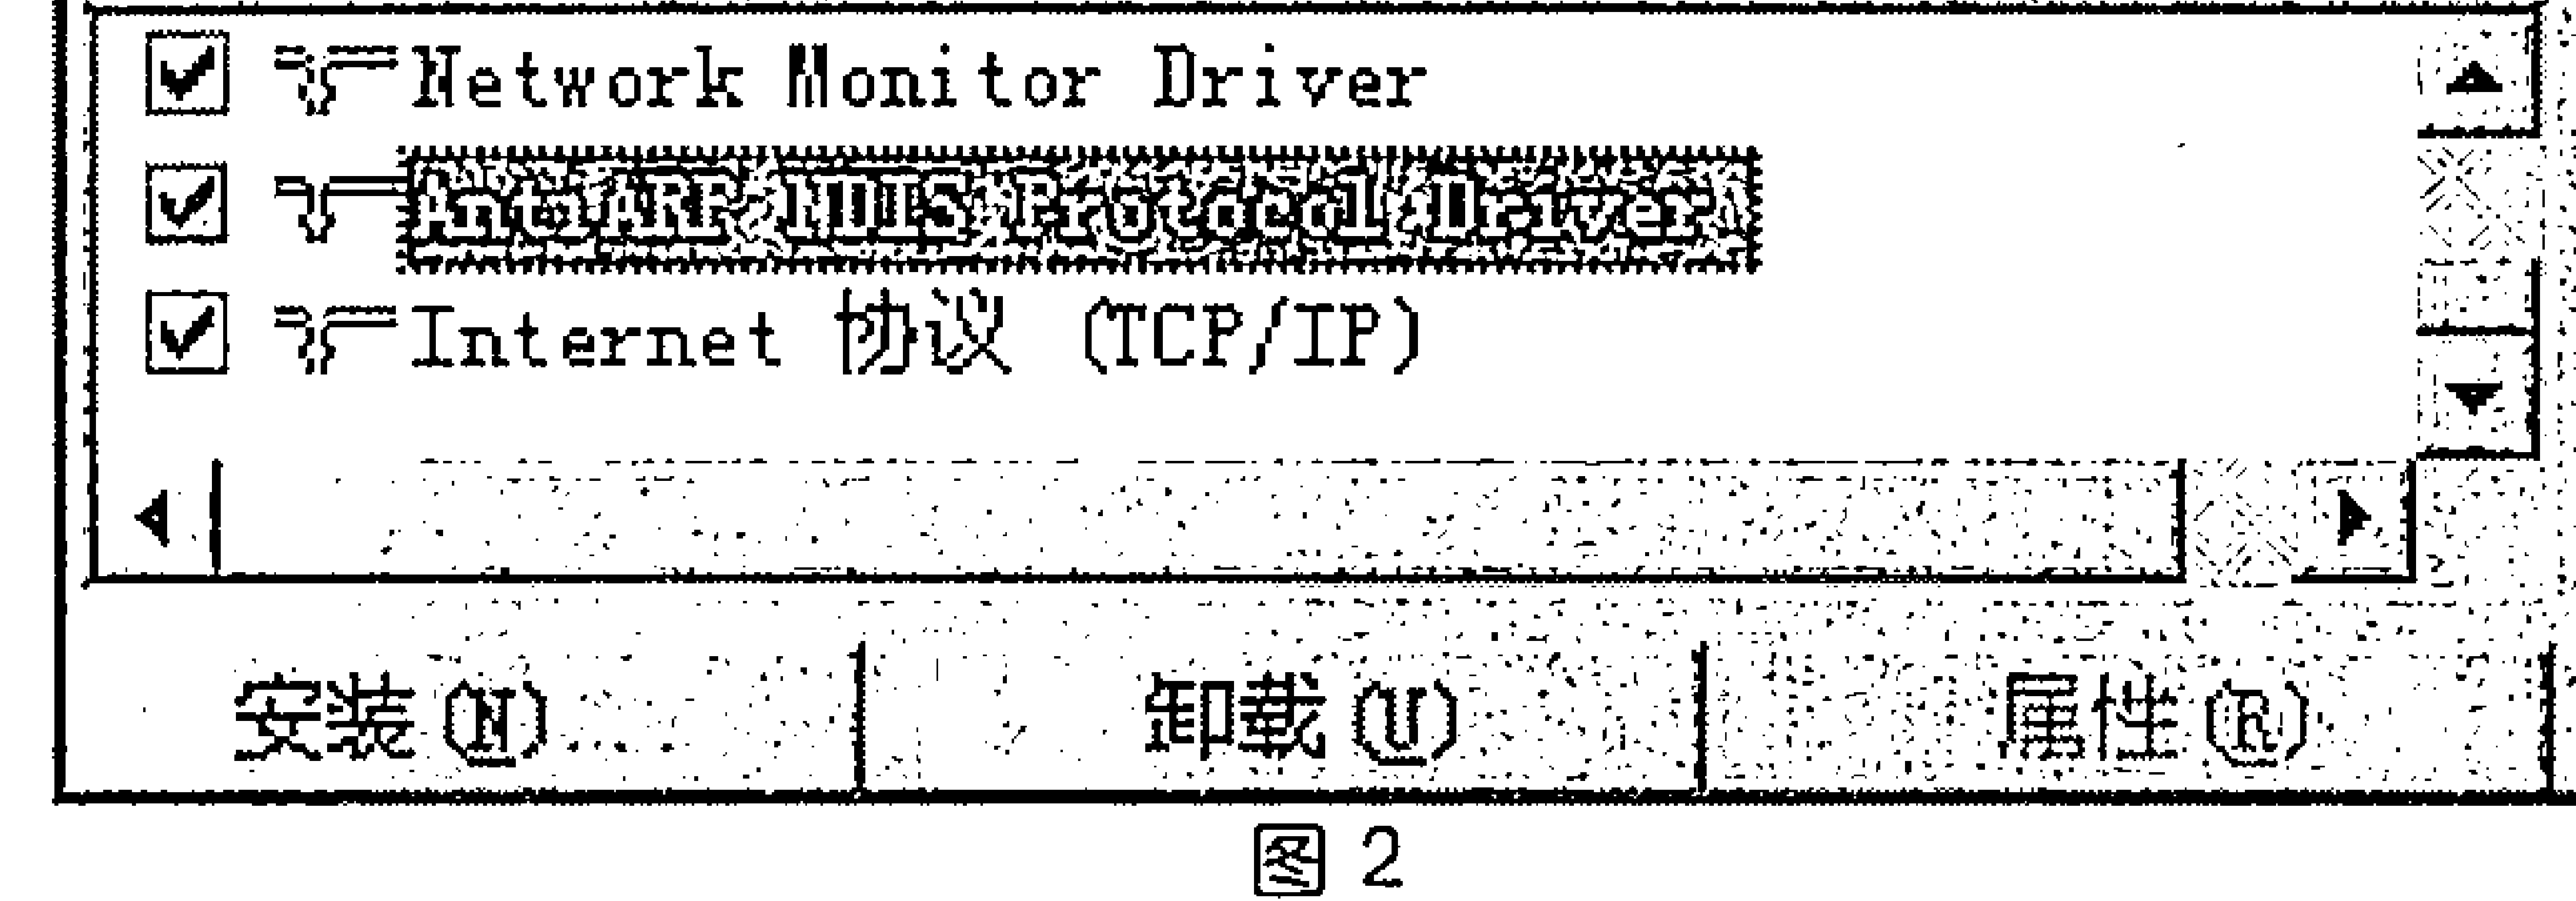 Network Monitor Driver
AntiARP NDIS Protocol Driver
Internet 协议 (TCP/IP)
安装(N)
卸载(U)
属性(R)
图 2